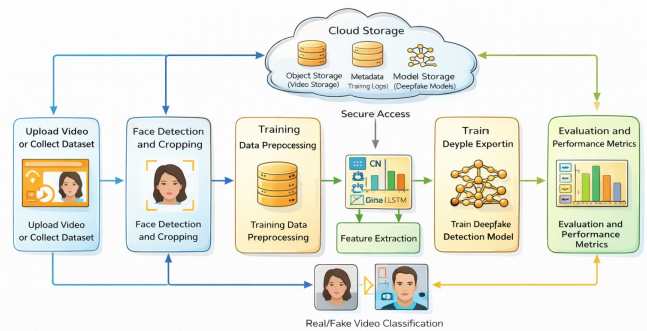 Cloud Storage
Object Storage
(Video Storage)
Metadata
Trainng Logs)
Model Storage
(Deepfake Models)
Secure Access
Upload Video
or Collect Dataset
Upload Video
or Collect Dataset
Face Detection
and Cropping
Face Detection
and Cropping
Training
Data Prepocessing
Training Data
Preprocessing
CN
LSTM
Feature Extraction
Train
Deyple Exportin
Train Deepfake
Detection Model
Evaluation and
Performance Metrics
Evaluation and
Performance
Metrics
Real/Fake Video Classification